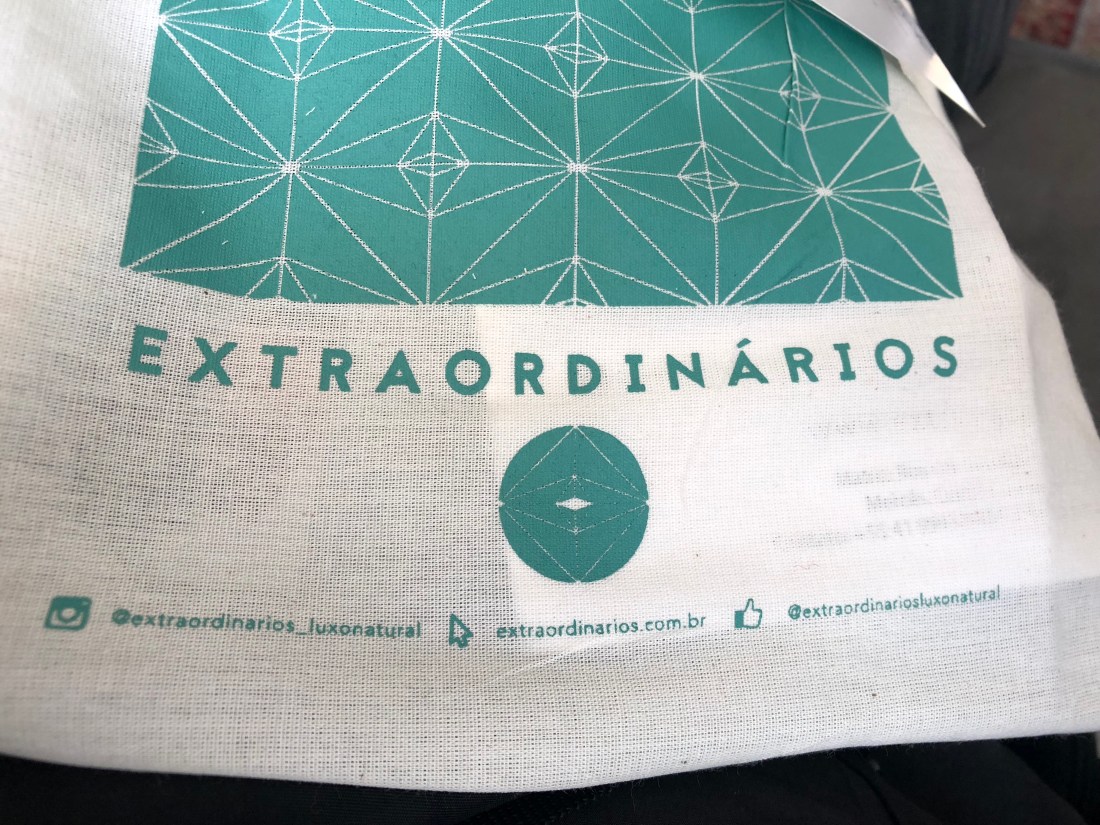 EXTRAORDINÁRIOS
@extraordinarios_luxonatural extraordinarios.com.br @extraordinariosluxonatural